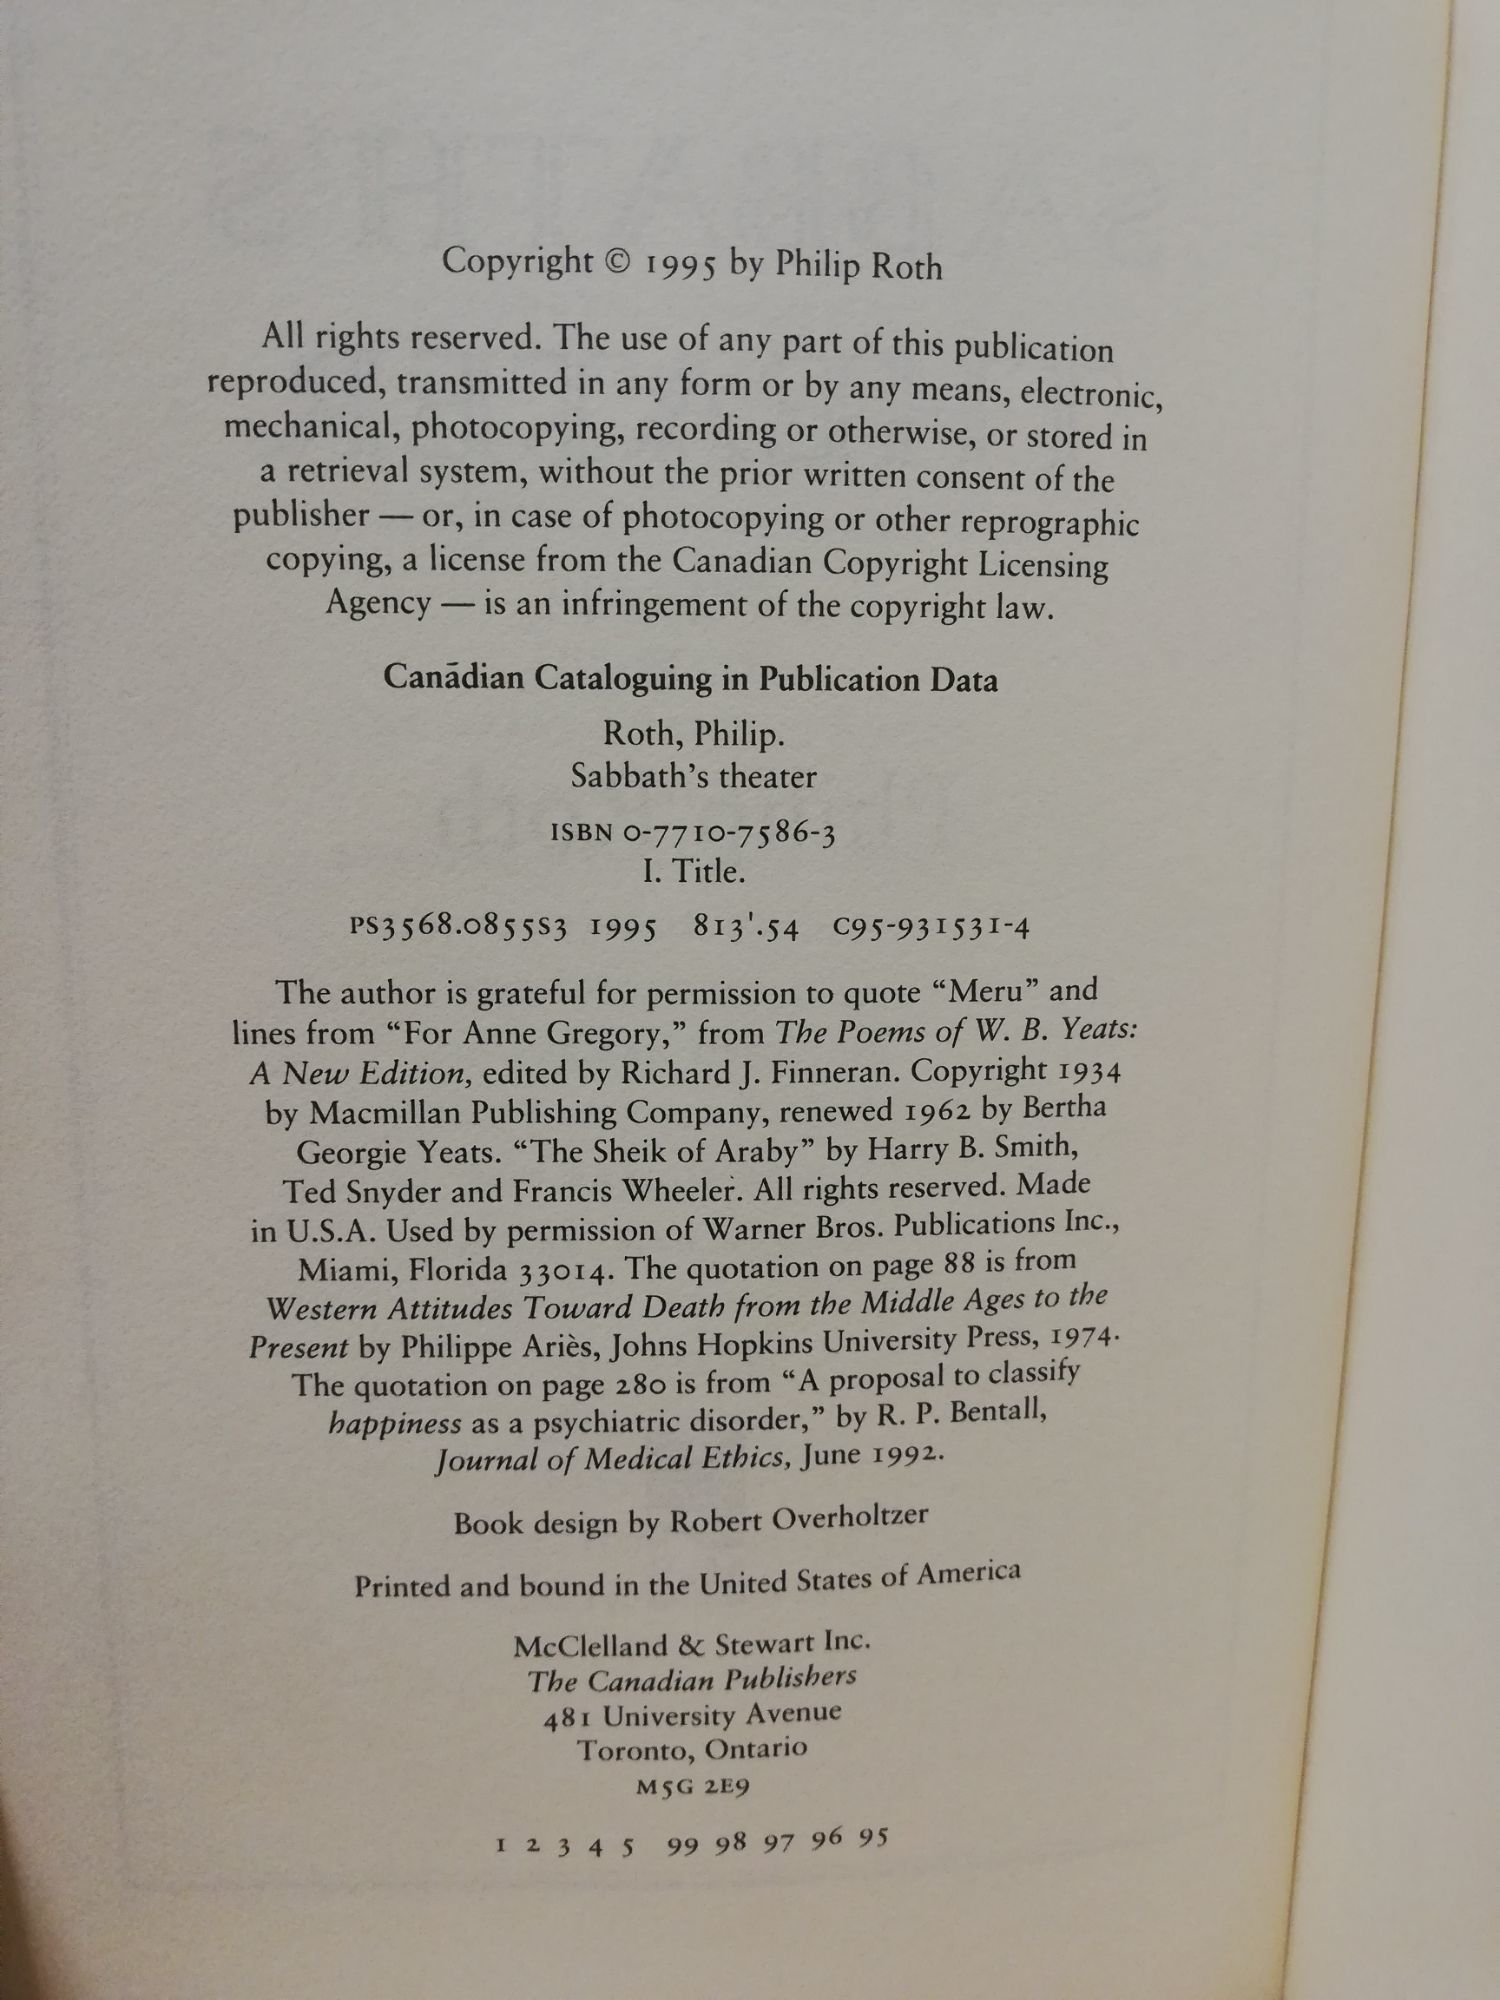 Copyright © 1995 by Philip Roth
All rights reserved. The use of any part of this publication
reproduced, transmitted in any form or by any means, electronic,
mechanical, photocopying, recording or otherwise, or stored in
a retrieval system, without the prior written consent of the
publisher — or, in case of photocopying or other reprographic
copying, a license from the Canadian Copyright Licensing
Agency — is an infringement of the copyright law.
Canādian Cataloguing in Publication Data
Roth, Philip.
Sabbath's theater
ISBN 0-7710-7586-3
I. Title.
PS3568.O855S3 1995 813'.54 C95-931531-4
The author is grateful for permission to quote “Meru” and
lines from “For Anne Gregory,” from The Poems of W. B. Yeats:
A New Edition, edited by Richard J. Finneran. Copyright 1934
by Macmillan Publishing Company, renewed 1962 by Bertha
Georgie Yeats. “The Sheik of Araby” by Harry B. Smith,
Ted Snyder and Francis Wheeler. All rights reserved. Made
in U.S.A. Used by permission of Warner Bros. Publications Inc.,
Miami, Florida 33014. The quotation on page 88 is from
Western Attitudes Toward Death from the Middle Ages to the
Present by Philippe Ariès, Johns Hopkins University Press, 1974.
The quotation on page 280 is from “A proposal to classify
happiness as a psychiatric disorder,” by R. P. Bentall,
Journal of Medical Ethics, June 1992.
Book design by Robert Overholtzer
Printed and bound in the United States of America
McClelland & Stewart Inc.
The Canadian Publishers
481 University Avenue
Toronto, Ontario
M5G 2E9
1 2 3 4 5 99 98 97 96 95